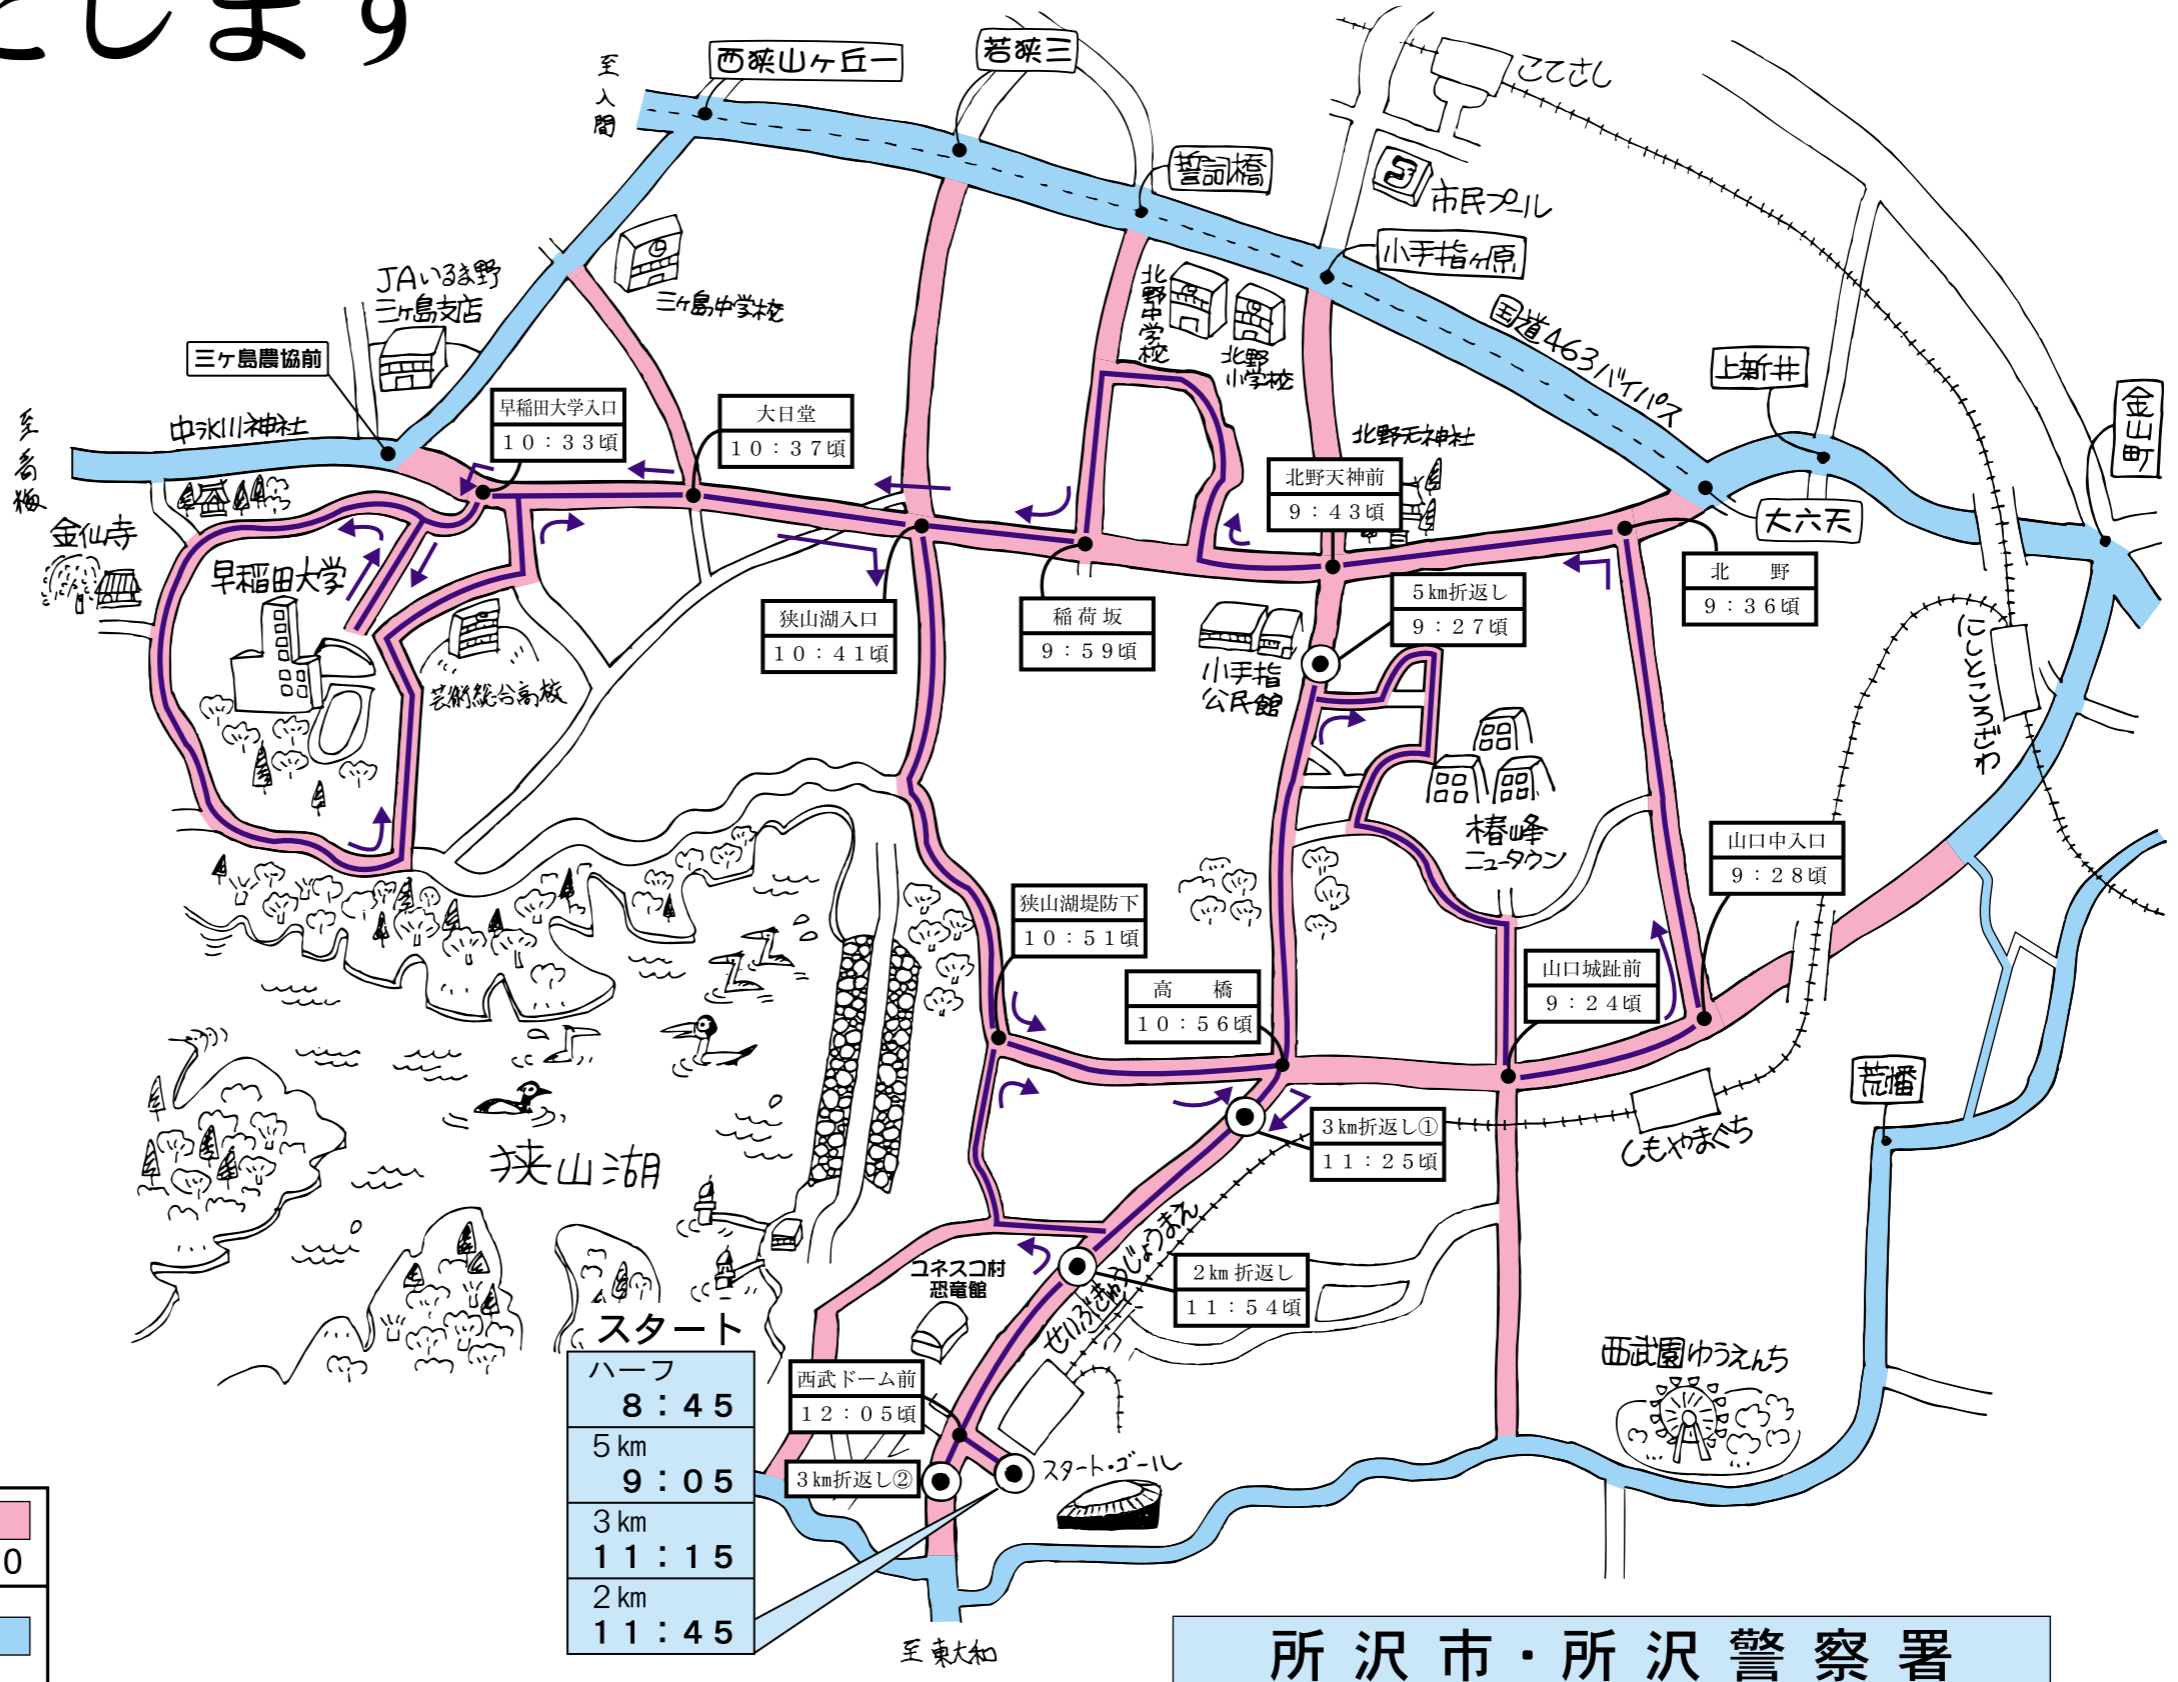 とします
至入間
西狭山ヶ丘一
若狭三
こてさし
誓詞橋
市民プール
小手指ヶ原
国道463バイパス
上新井
金山町
大六天
JAいるま野
三ヶ島支店
三ヶ島中学校
北野中学校
北野
小学校
三ヶ島農協前
中氷川神社
至青梅
金仙寺
早稲田大学
早稲田大学入口
10:33頃
大日堂
10:37頃
北野天神社
北野天神前
9:43頃
北　野
9:36頃
5km折返し
9:27頃
狭山湖入口
10:41頃
稲荷坂
9:59頃
小手指
公民館
芸術総合高校
にしところざわ
椿峰
ニュータウン
山口中入口
9:28頃
狭山湖堤防下
10:51頃
高　橋
10:56頃
山口城趾前
9:24頃
荒幡
しもやまぐち
3km折返し①
11:25頃
狭山湖
せいぶきゅうじょうまえ
2km折返し
11:54頃
ユネスコ村
恐竜館
西武園ゆうえんち
西武ドーム前
12:05頃
3km折返し②
スタート・ゴール
スタート
ハーフ
8:45
5km
9:05
3km
11:15
2km
11:45
0
至東大和
所沢市・所沢警察署